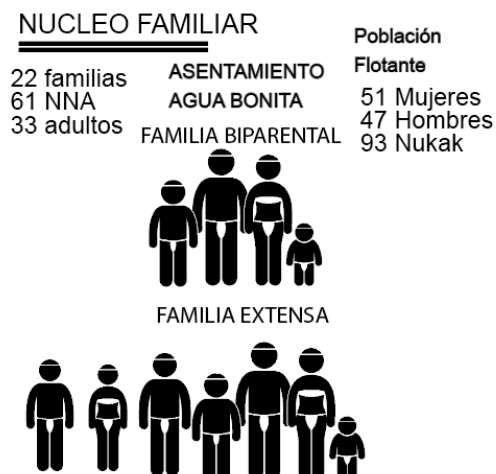 NUCLEO FAMILIAR
22 familias
61 NNA
33 adultos
ASENTAMIENTO
AGUA BONITA
Población
Flotante
51 Mujeres
47 Hombres
93 Nukak
FAMILIA BIPARENTAL
FAMILIA EXTENSA